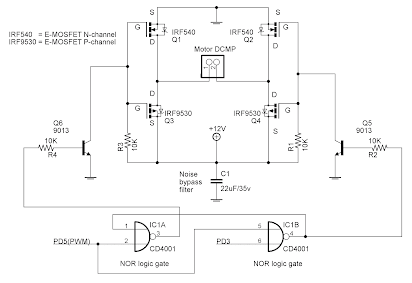 IRF540 = E-MOSFET N-channel
IRF9530 = E-MOSFET P-channel
S
S
G
IRF540
Q1
IRF540
Q2
G
D
D
Motor DCMP
1
2
G
D
D
G
IRF9530
Q3
IRF9530
Q4
S
S
Q6
9013
10K
R4
R3
10K
+12V
R1
10K
Q5
9013
10K
R2
Noise
bypass
filter
C1
22uF/35v
1
2
3
IC1A
CD4001
PD5(PWM)
NOR logic gate
5
6
4
IC1B
CD4001
PD3
NOR logic gate